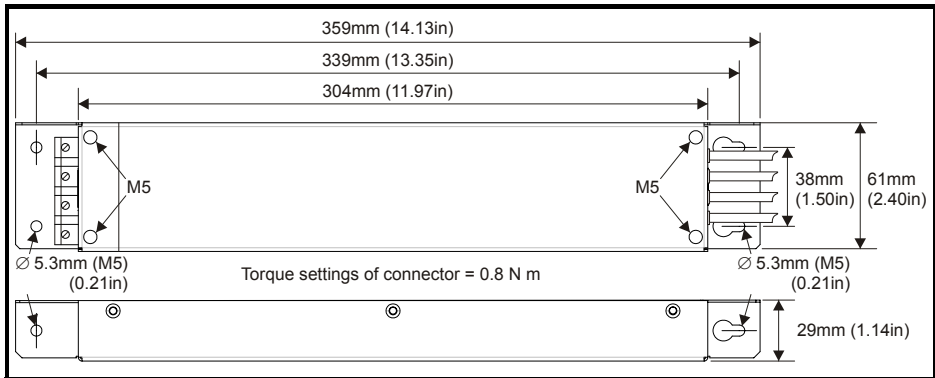 359mm (14.13in)
339mm (13.35in)
304mm (11.97in)
M5
M5
38mm
(1.50in)
61mm
(2.40in)
∅ 5.3mm (M5)
(0.21in)
Torque settings of connector = 0.8 N m
∅ 5.3mm (M5)
(0.21in)
29mm (1.14in)